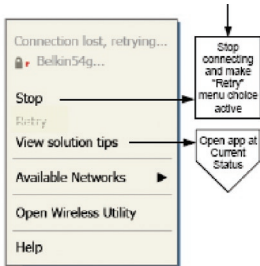 Connection lost, retrying...
Belkin54g...
Stop
Retry
View solution tips
Available Networks
Open Wireless Utility
Help
Stop
connecting
and make
"Retry"
menu choice
active
Open app at
Current
Status